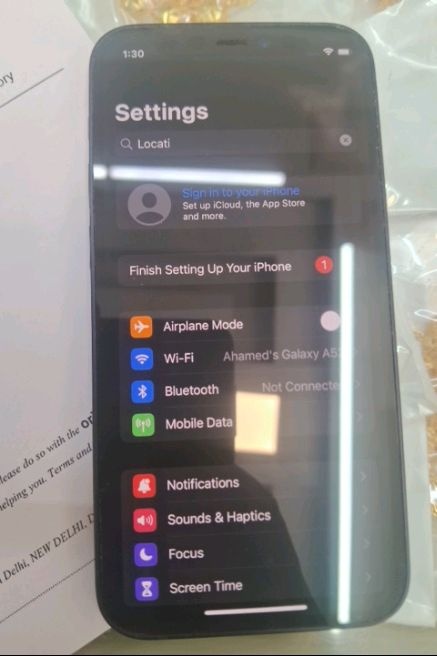 ory
1:30
Settings
Locati
Sign in to your iPhone
Set up iCloud, the App Store
and more.
Finish Setting Up Your iPhone
1
Airplane Mode
Wi-Fi
Ahamed's Galaxy A5
Bluetooth
Not Connecte
Mobile Data
Notifications
Sounds & Haptics
Focus
Screen Time
lease do so with the
elping you. Terms and
Delhi, NEW DELHI, D